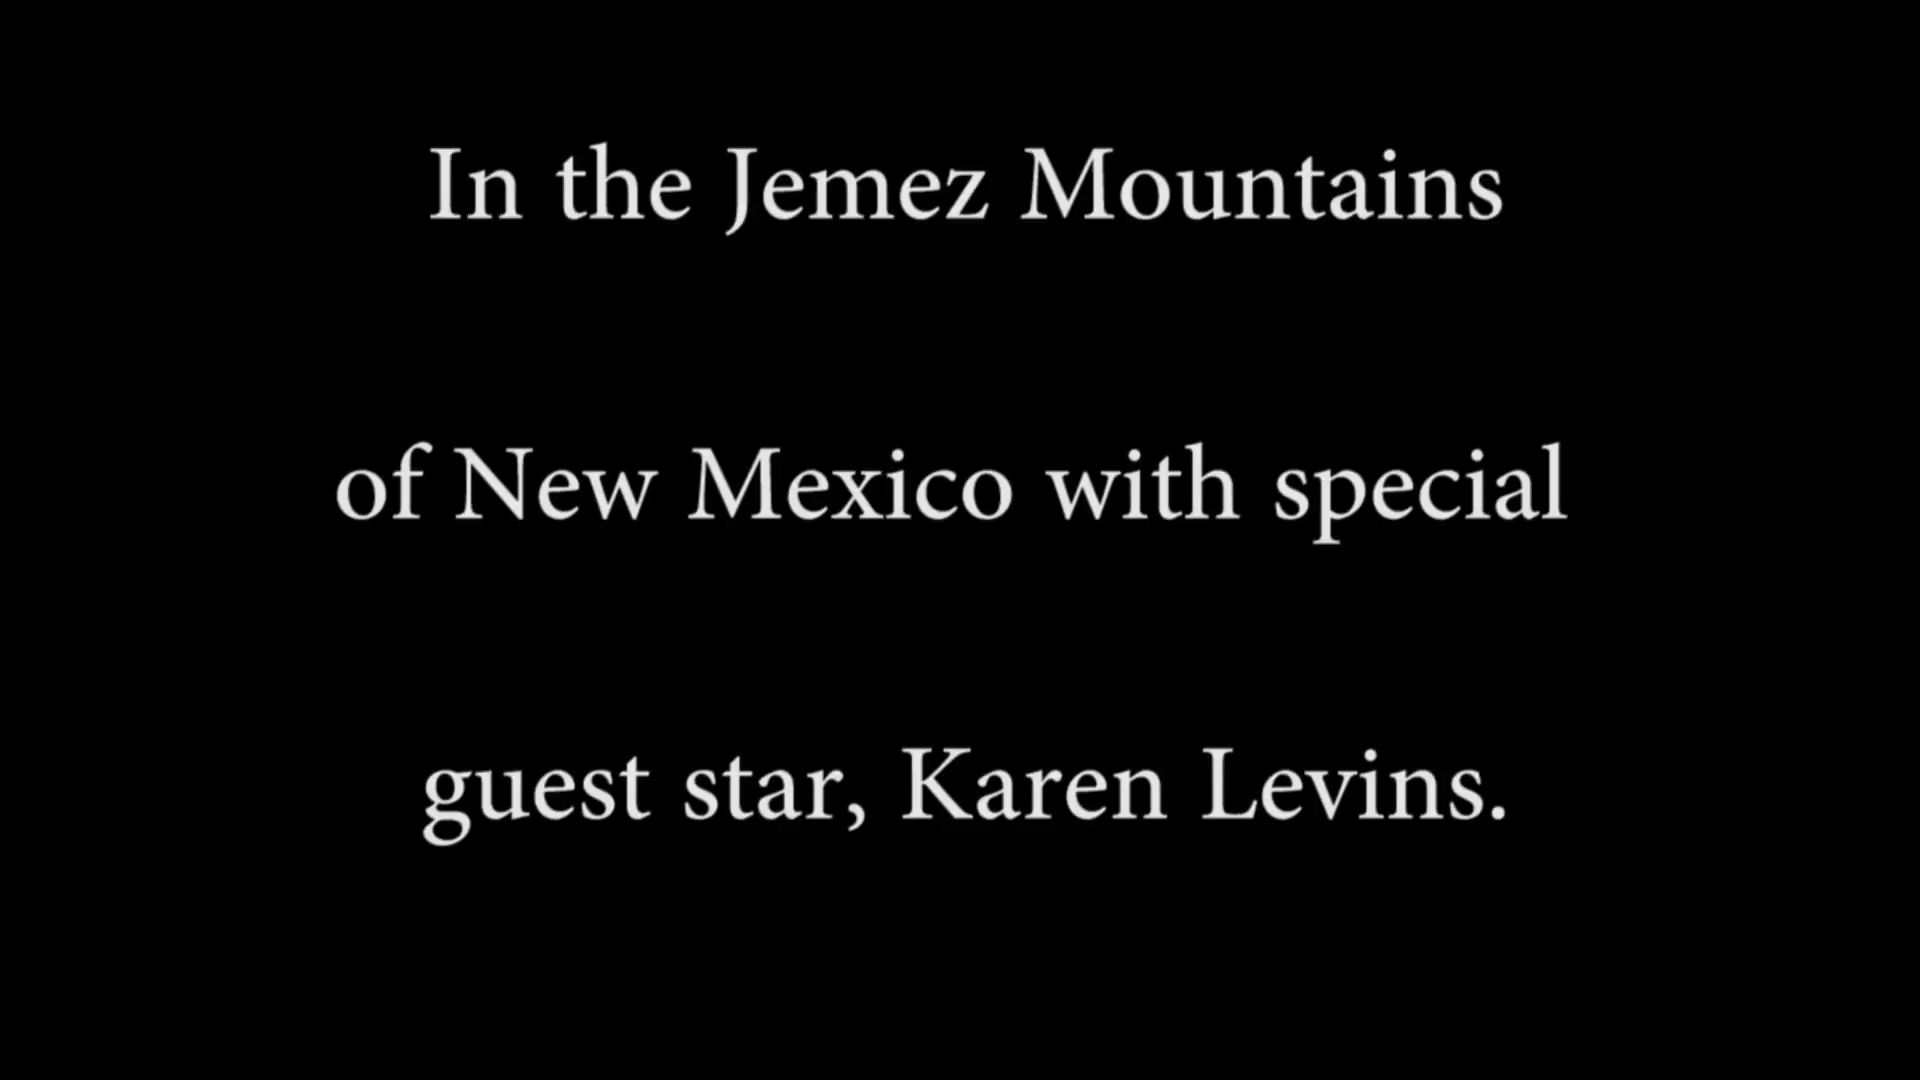 In the Jemez Mountains
of New Mexico with special
guest star, Karen Levins.